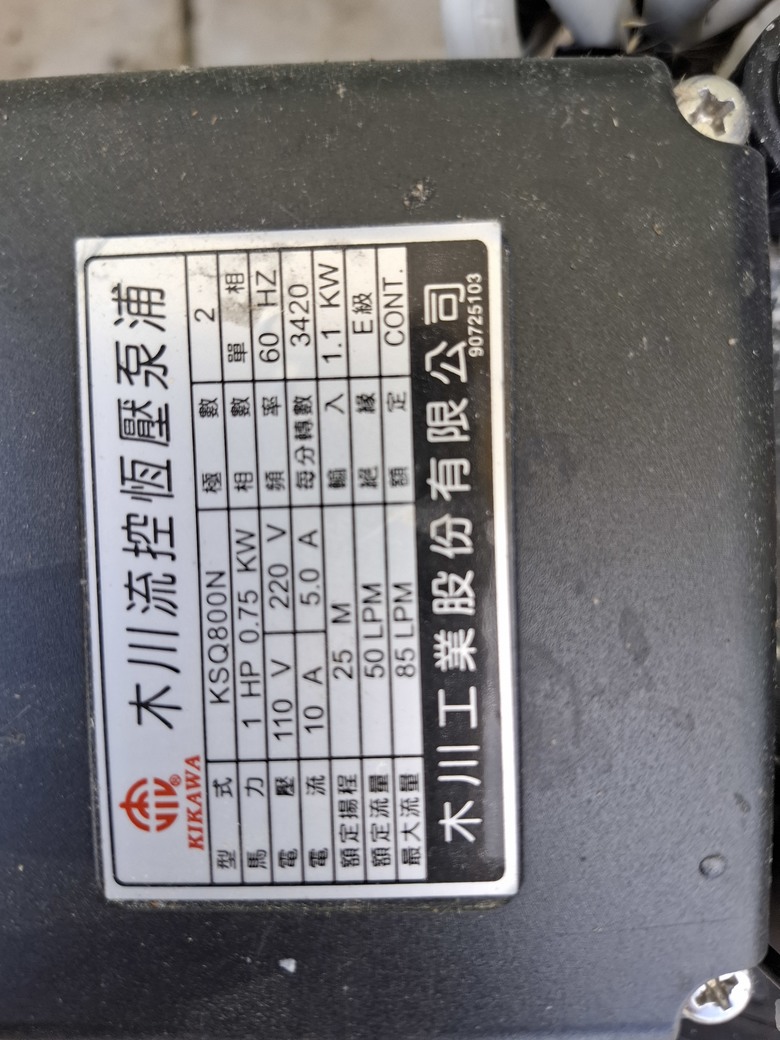 KIKAWA
木川流控恆壓泵浦
型式 KSQ800N 極數 2
馬力 1 HP 0.75 KW 相數 單相
電壓 110 V 220 V 頻率 60 HZ
電流 10 A 5.0 A 每分轉數 3420
額定揚程 25 M 輸入 1.1 KW
額定流量 50 LPM 絕緣 E級
最大流量 85 LPM 額定 CONT.
木川工業股份有限公司
90725103